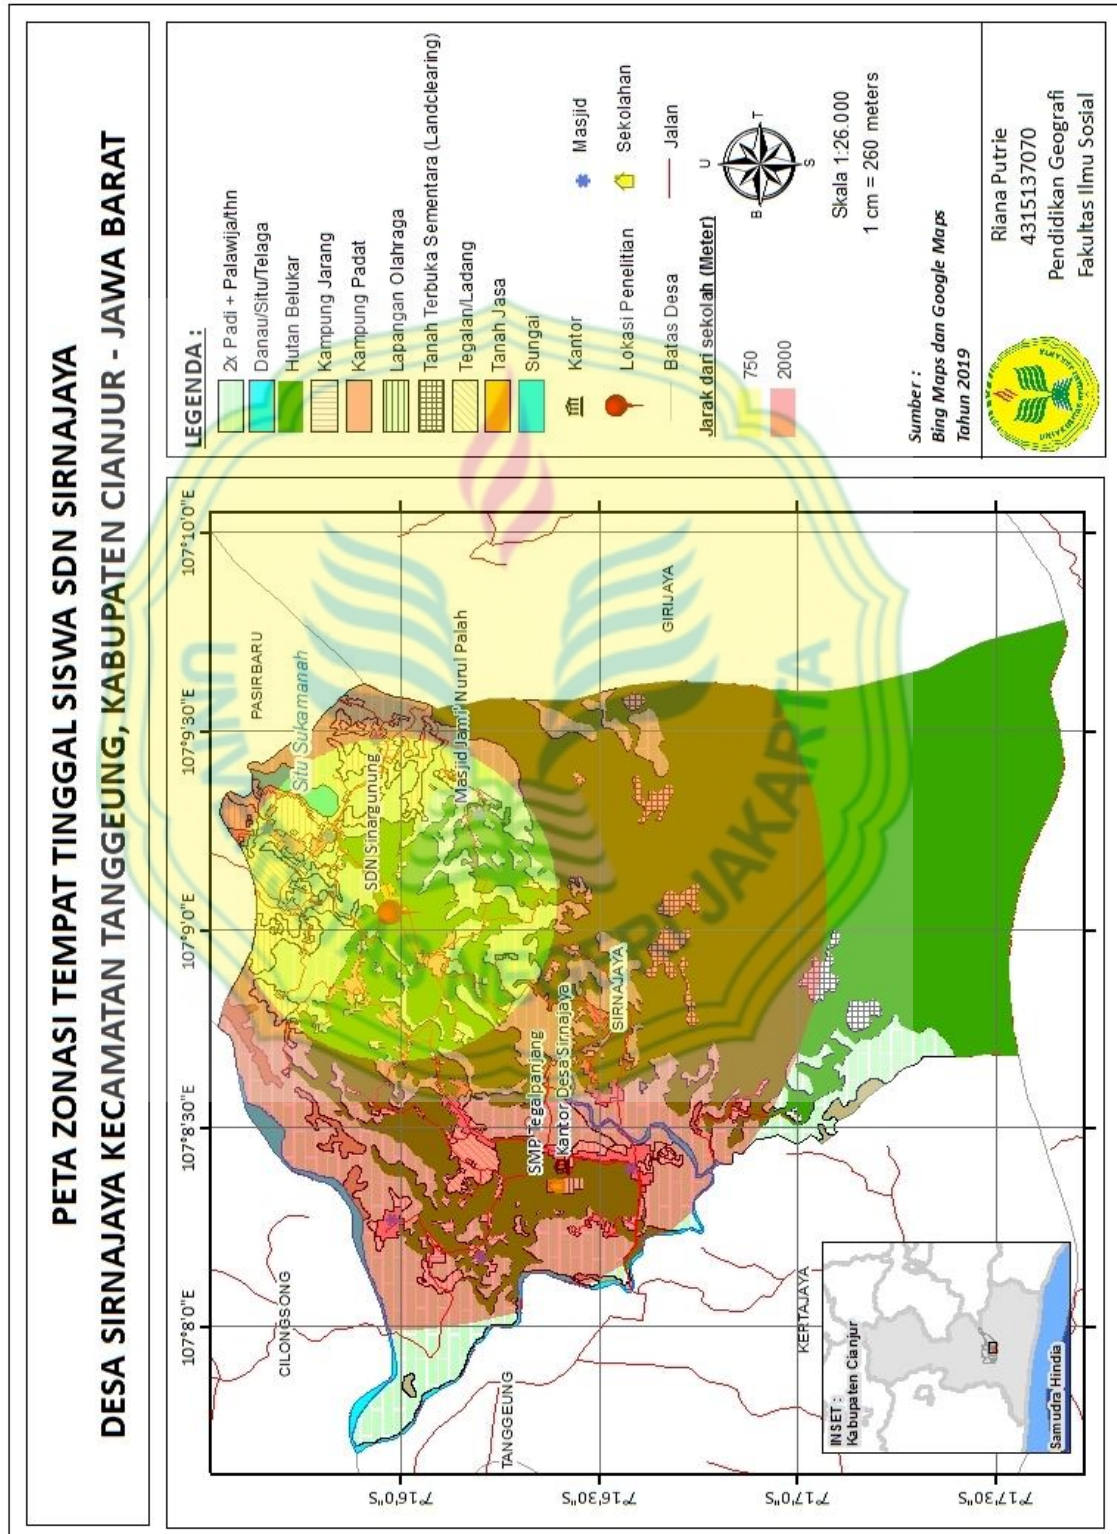 PETA ZONASI TEMPAT TINGGAL SISWA SDN SIRNAJAYA
DESA SIRNAJAYA KECAMATAN TANGGEUNG, KABUPATEN CIANJUR - JAWA BARAT
107°8'0"E
107°8'30"E
107°9'0"E
107°9'30"E
107°10'0"E
7°16'0"S
7°16'30"S
7°17'0"S
7°17'30"S
CILONGSONG
PASIRBARU
Situ Sukamanah
SDN Sinargunung
Masjid Jami' Nurul Palah
SMP Tegalpanjang
Kantor Desa Sirnajaya
SIRNAJAYA
GIRIJAYA
TANGGEUNG
KERTAJAYA
INSET :
Kabupaten Cianjur
Samudra Hindia
LEGENDA :
2x Padi + Palawija/thn
Danau/Situ/Telaga
Hutan Belukar
Kampung Jarang
Kampung Padat
Lapangan Olahraga
Tanah Terbuka Sementara (Landclearing)
Tegalan/Ladang
Tanah Jasa
Sungai
Kantor
Masjid
Lokasi Penelitian
Sekolahan
Batas Desa
Jalan
Jarak dari sekolah (Meter)
750
2000
U
B
T
S
Skala 1:26.000
1 cm = 260 meters
Sumber :
Bing Maps dan Google Maps
Tahun 2019
Riana Putrie
4315137070
Pendidikan Geografi
Fakultas Ilmu Sosial